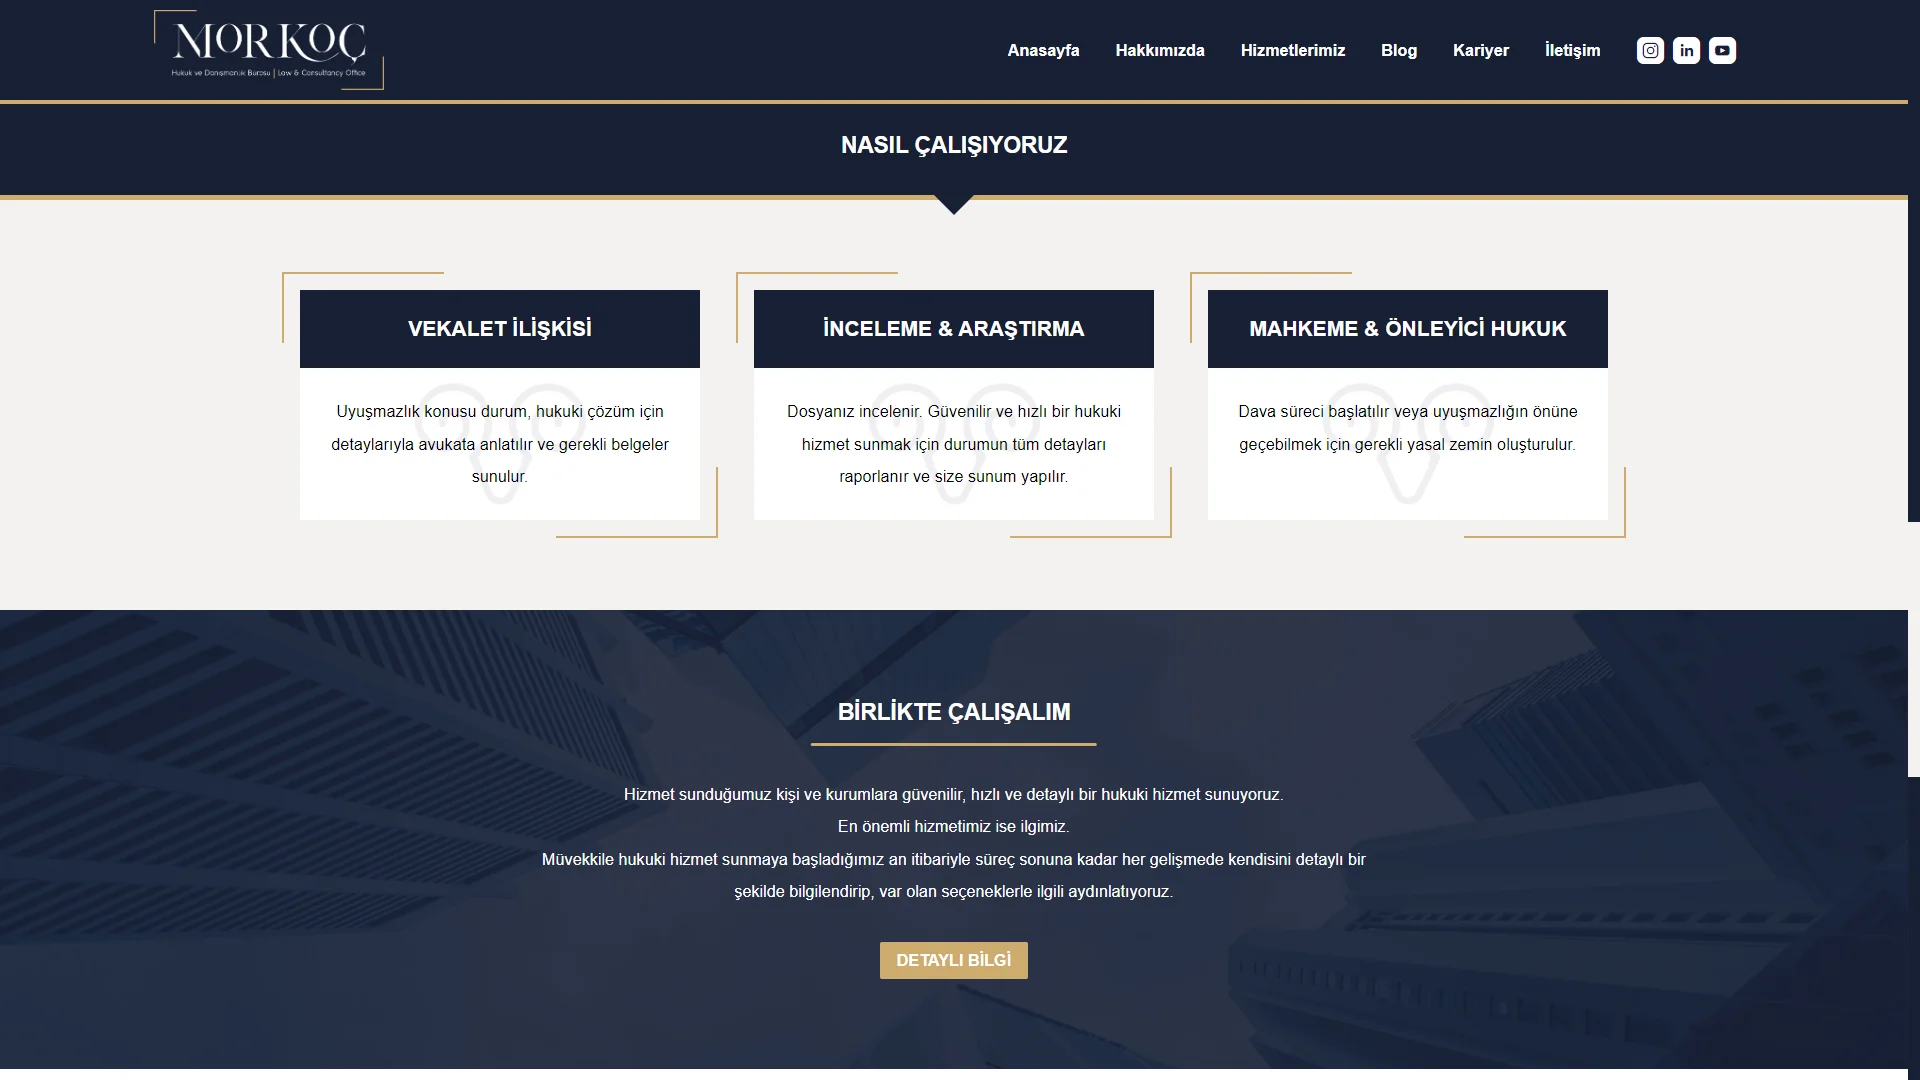 MORKOÇ
Hukuk ve Danışmanlık Bürosu | Law & Consultancy Office
Anasayfa
Hakkımızda
Hizmetlerimiz
Blog
Kariyer
İletişim
in
NASIL ÇALIŞIYORUZ
VEKALET İLİŞKİSİ
Uyuşmazlık konusu durum, hukuki çözüm için
detaylarıyla avukata anlatılır ve gerekli belgeler
sunulur.
İNCELEME & ARAŞTIRMA
Dosyanız incelenir. Güvenilir ve hızlı bir hukuki
hizmet sunmak için durumun tüm detayları
raporlanır ve size sunum yapılır.
MAHKEME & ÖNLEYİCİ HUKUK
Dava süreci başlatılır veya uyuşmazlığın önüne
geçebilmek için gerekli yasal zemin oluşturulur.
BİRLİKTE ÇALIŞALIM
Hizmet sunduğumuz kişi ve kurumlara güvenilir, hızlı ve detaylı bir hukuki hizmet sunuyoruz.
En önemli hizmetimiz ise ilgimiz.
Müvekkile hukuki hizmet sunmaya başladığımız an itibariyle süreç sonuna kadar her gelişmede kendisini detaylı bir
şekilde bilgilendirip, var olan seçeneklerle ilgili aydınlatıyoruz.
DETAYLI BİLGİ